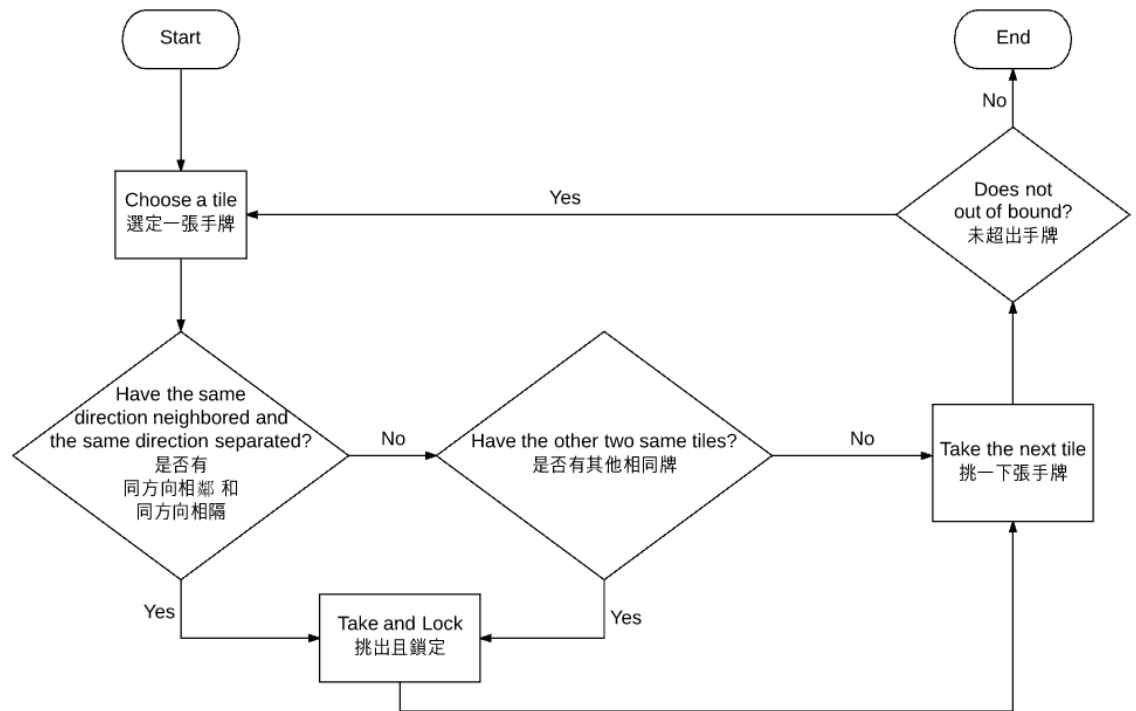 Start
End
No
Does not
out of bound?
未超出手牌
Yes
Choose a tile
選定一張手牌
Have the same
direction neighbored and
the same direction separated?
是否有
同方向相鄰 和
同方向相隔
No
Have the other two same tiles?
是否有其他相同牌
No
Take the next tile
挑一下張手牌
Yes
Take and Lock
挑出且鎖定
Yes